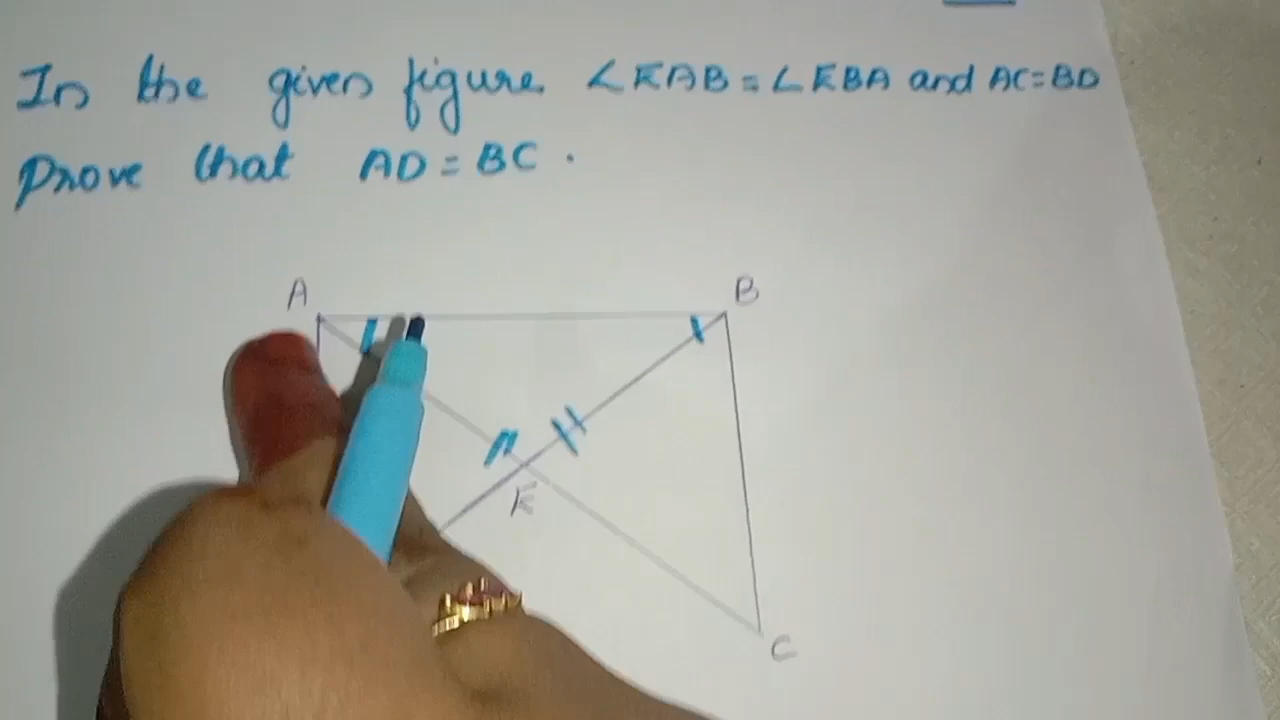 In the given figure ∠EAB = ∠EBA and AC=BD
Prove that AD = BC .
A
B
E
C